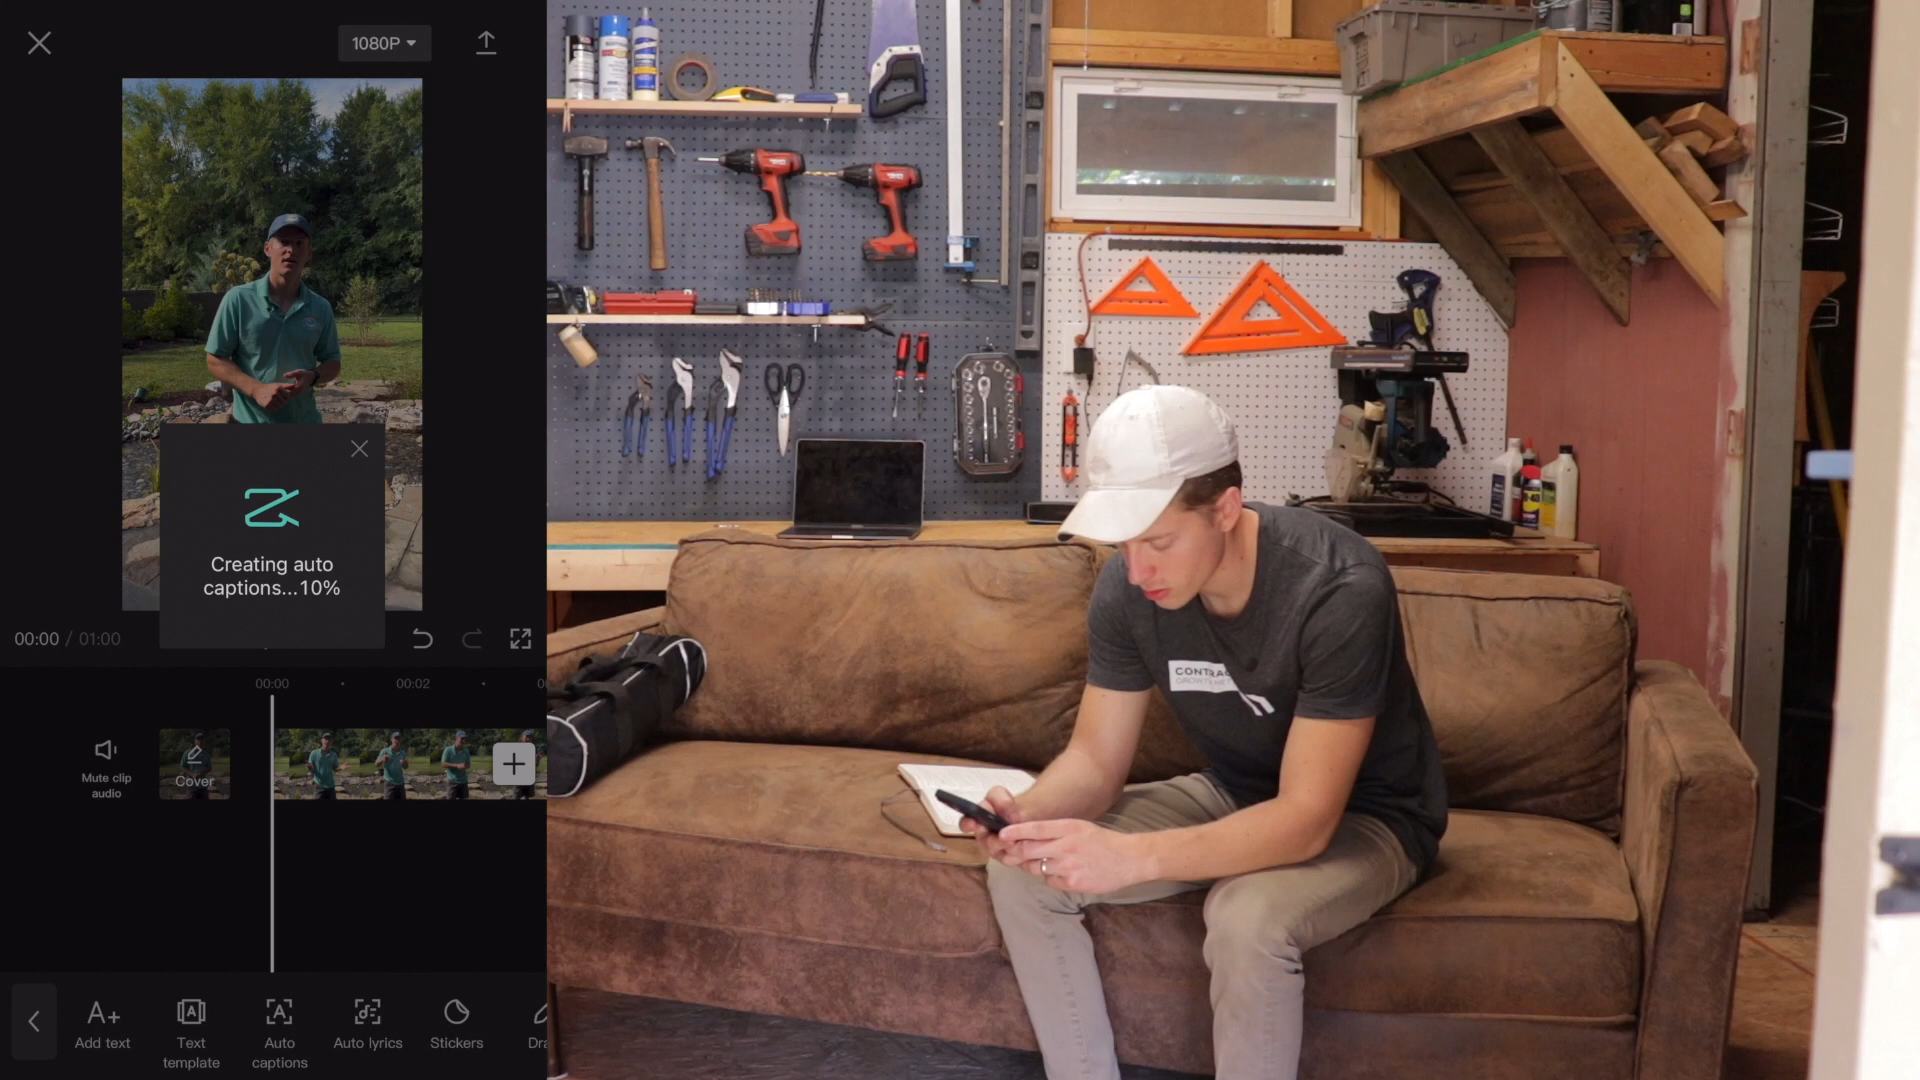 1080P
Creating auto
captions...10%
00:00 / 01:00
00:00
00:02
Mute clip
audio
Cover
Add text
Text
template
Auto
captions
Auto lyrics
Stickers